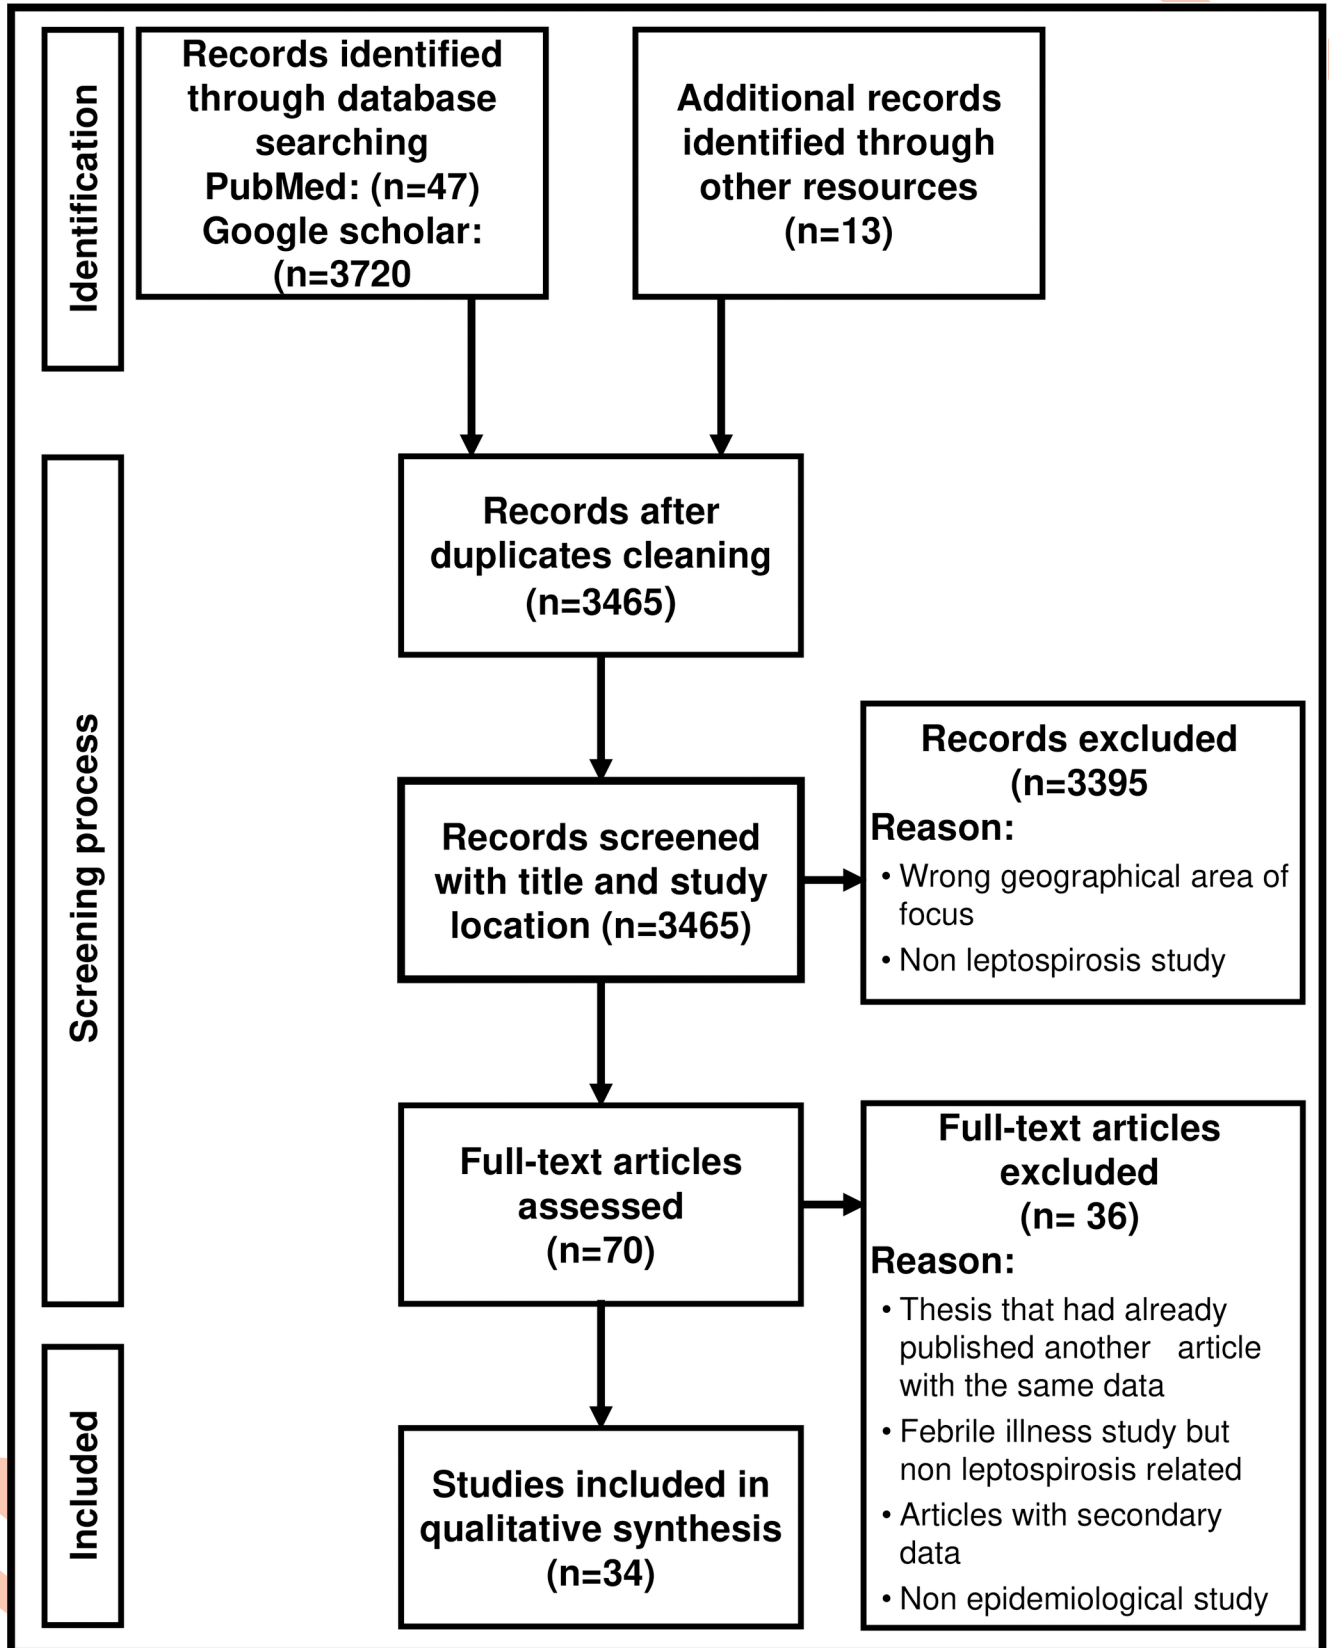 Identification
Records identified
through database
searching
PubMed: (n=47)
Google scholar:
(n=3720
Additional records
identified through
other resources
(n=13)
Screening process
Records after
duplicates cleaning
(n=3465)
Records screened
with title and study
location (n=3465)
Records excluded
(n=3395
Reason:
• Wrong geographical area of
focus
• Non leptospirosis study
Full-text articles
assessed
(n=70)
Full-text articles
excluded
(n= 36)
Reason:
• Thesis that had already
published another article
with the same data
• Febrile illness study but
non leptospirosis related
• Articles with secondary
data
• Non epidemiological study
Included
Studies included in
qualitative synthesis
(n=34)